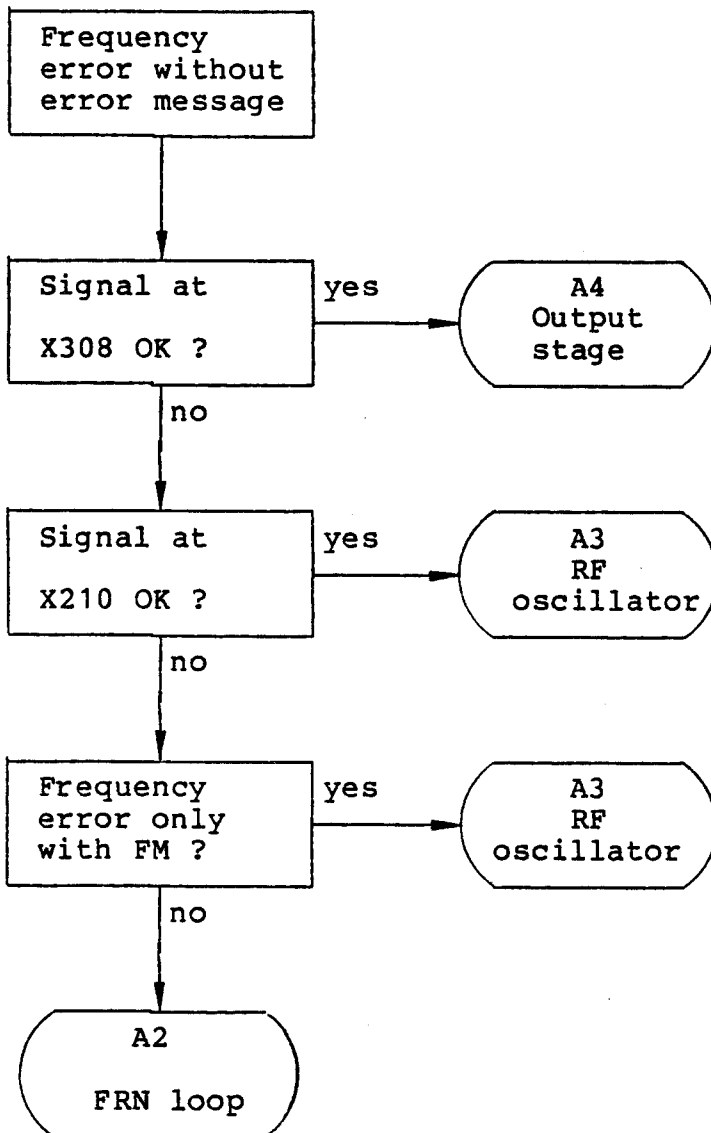 Frequency
error without
error message
Signal at
X308 OK ?
yes
A4
Output
stage
no
Signal at
X210 OK ?
yes
A3
RF
oscillator
no
Frequency
error only
with FM ?
yes
A3
RF
oscillator
no
A2
FRN loop